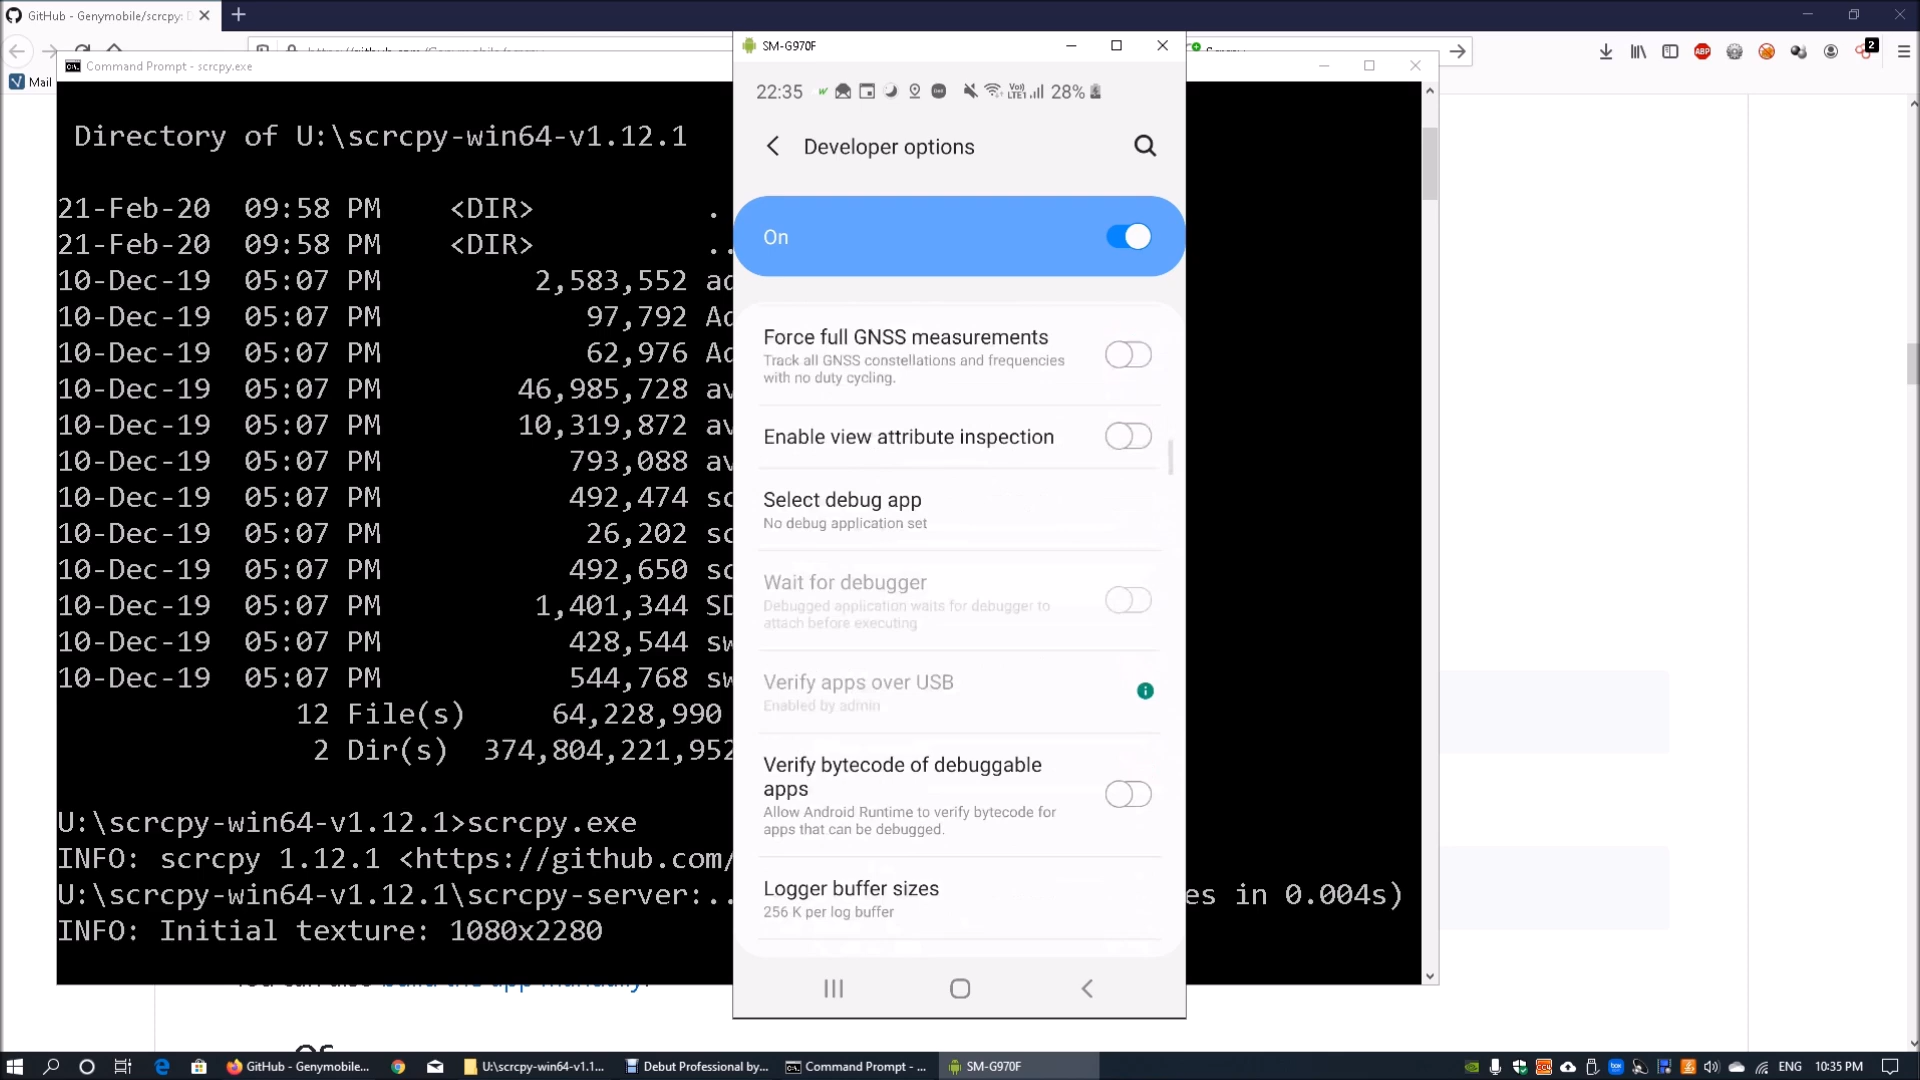 GitHub - Genymobile/scrcpy: D
Mail
Command Prompt - scrcpy.exe
Directory of U:\scrcpy-win64-v1.12.1
21-Feb-20 09:58 PM <DIR> .
21-Feb-20 09:58 PM <DIR> ..
10-Dec-19 05:07 PM 2,583,552
10-Dec-19 05:07 PM 97,792
10-Dec-19 05:07 PM 62,976
10-Dec-19 05:07 PM 46,985,728
10-Dec-19 05:07 PM 10,319,872
10-Dec-19 05:07 PM 793,088
10-Dec-19 05:07 PM 492,474
10-Dec-19 05:07 PM 26,202
10-Dec-19 05:07 PM 492,650
10-Dec-19 05:07 PM 1,401,344
10-Dec-19 05:07 PM 428,544
10-Dec-19 05:07 PM 544,768
12 File(s) 64,228,990
2 Dir(s) 374,804,221,952
U:\scrcpy-win64-v1.12.1>scrcpy.exe
INFO: scrcpy 1.12.1 <https://github.com/
U:\scrcpy-win64-v1.12.1\scrcpy-server:.. es in 0.004s)
INFO: Initial texture: 1080x2280
SM-G970F
22:35 28%
Developer options
On
Force full GNSS measurements
Track all GNSS constellations and frequencies
with no duty cycling.
Enable view attribute inspection
Select debug app
No debug application set
Wait for debugger
Debugged application waits for debugger to
attach before executing
Verify apps over USB
Enabled by admin
Verify bytecode of debuggable
apps
Allow Android Runtime to verify bytecode for
apps that can be debugged.
Logger buffer sizes
256 K per log buffer
ABP
2
GitHub - Genymobile...
U:\scrcpy-win64-v1.1...
Debut Professional by...
Command Prompt - ...
SM-G970F
ENG 10:35 PM